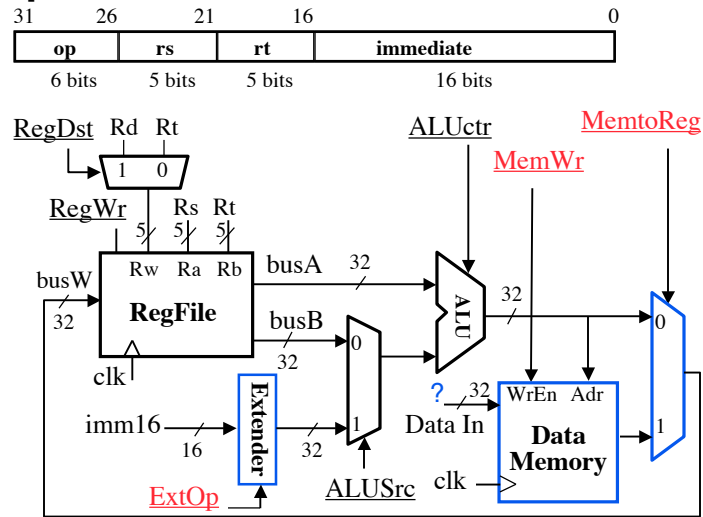 31 26 21 16 0
op rs rt immediate
6 bits 5 bits 5 bits 16 bits
RegDst Rd Rt ALUctr MemtoReg
1 0 MemWr
RegWr Rs Rt
5 5 5
busW Rw Ra Rb busA 32
32 RegFile ALU 32 0
busB 0
clk 32
Extender ? 32 WrEn Adr
imm16 1 Data In Data 1
16 32 Memory
ExtOp ALUSrc clk